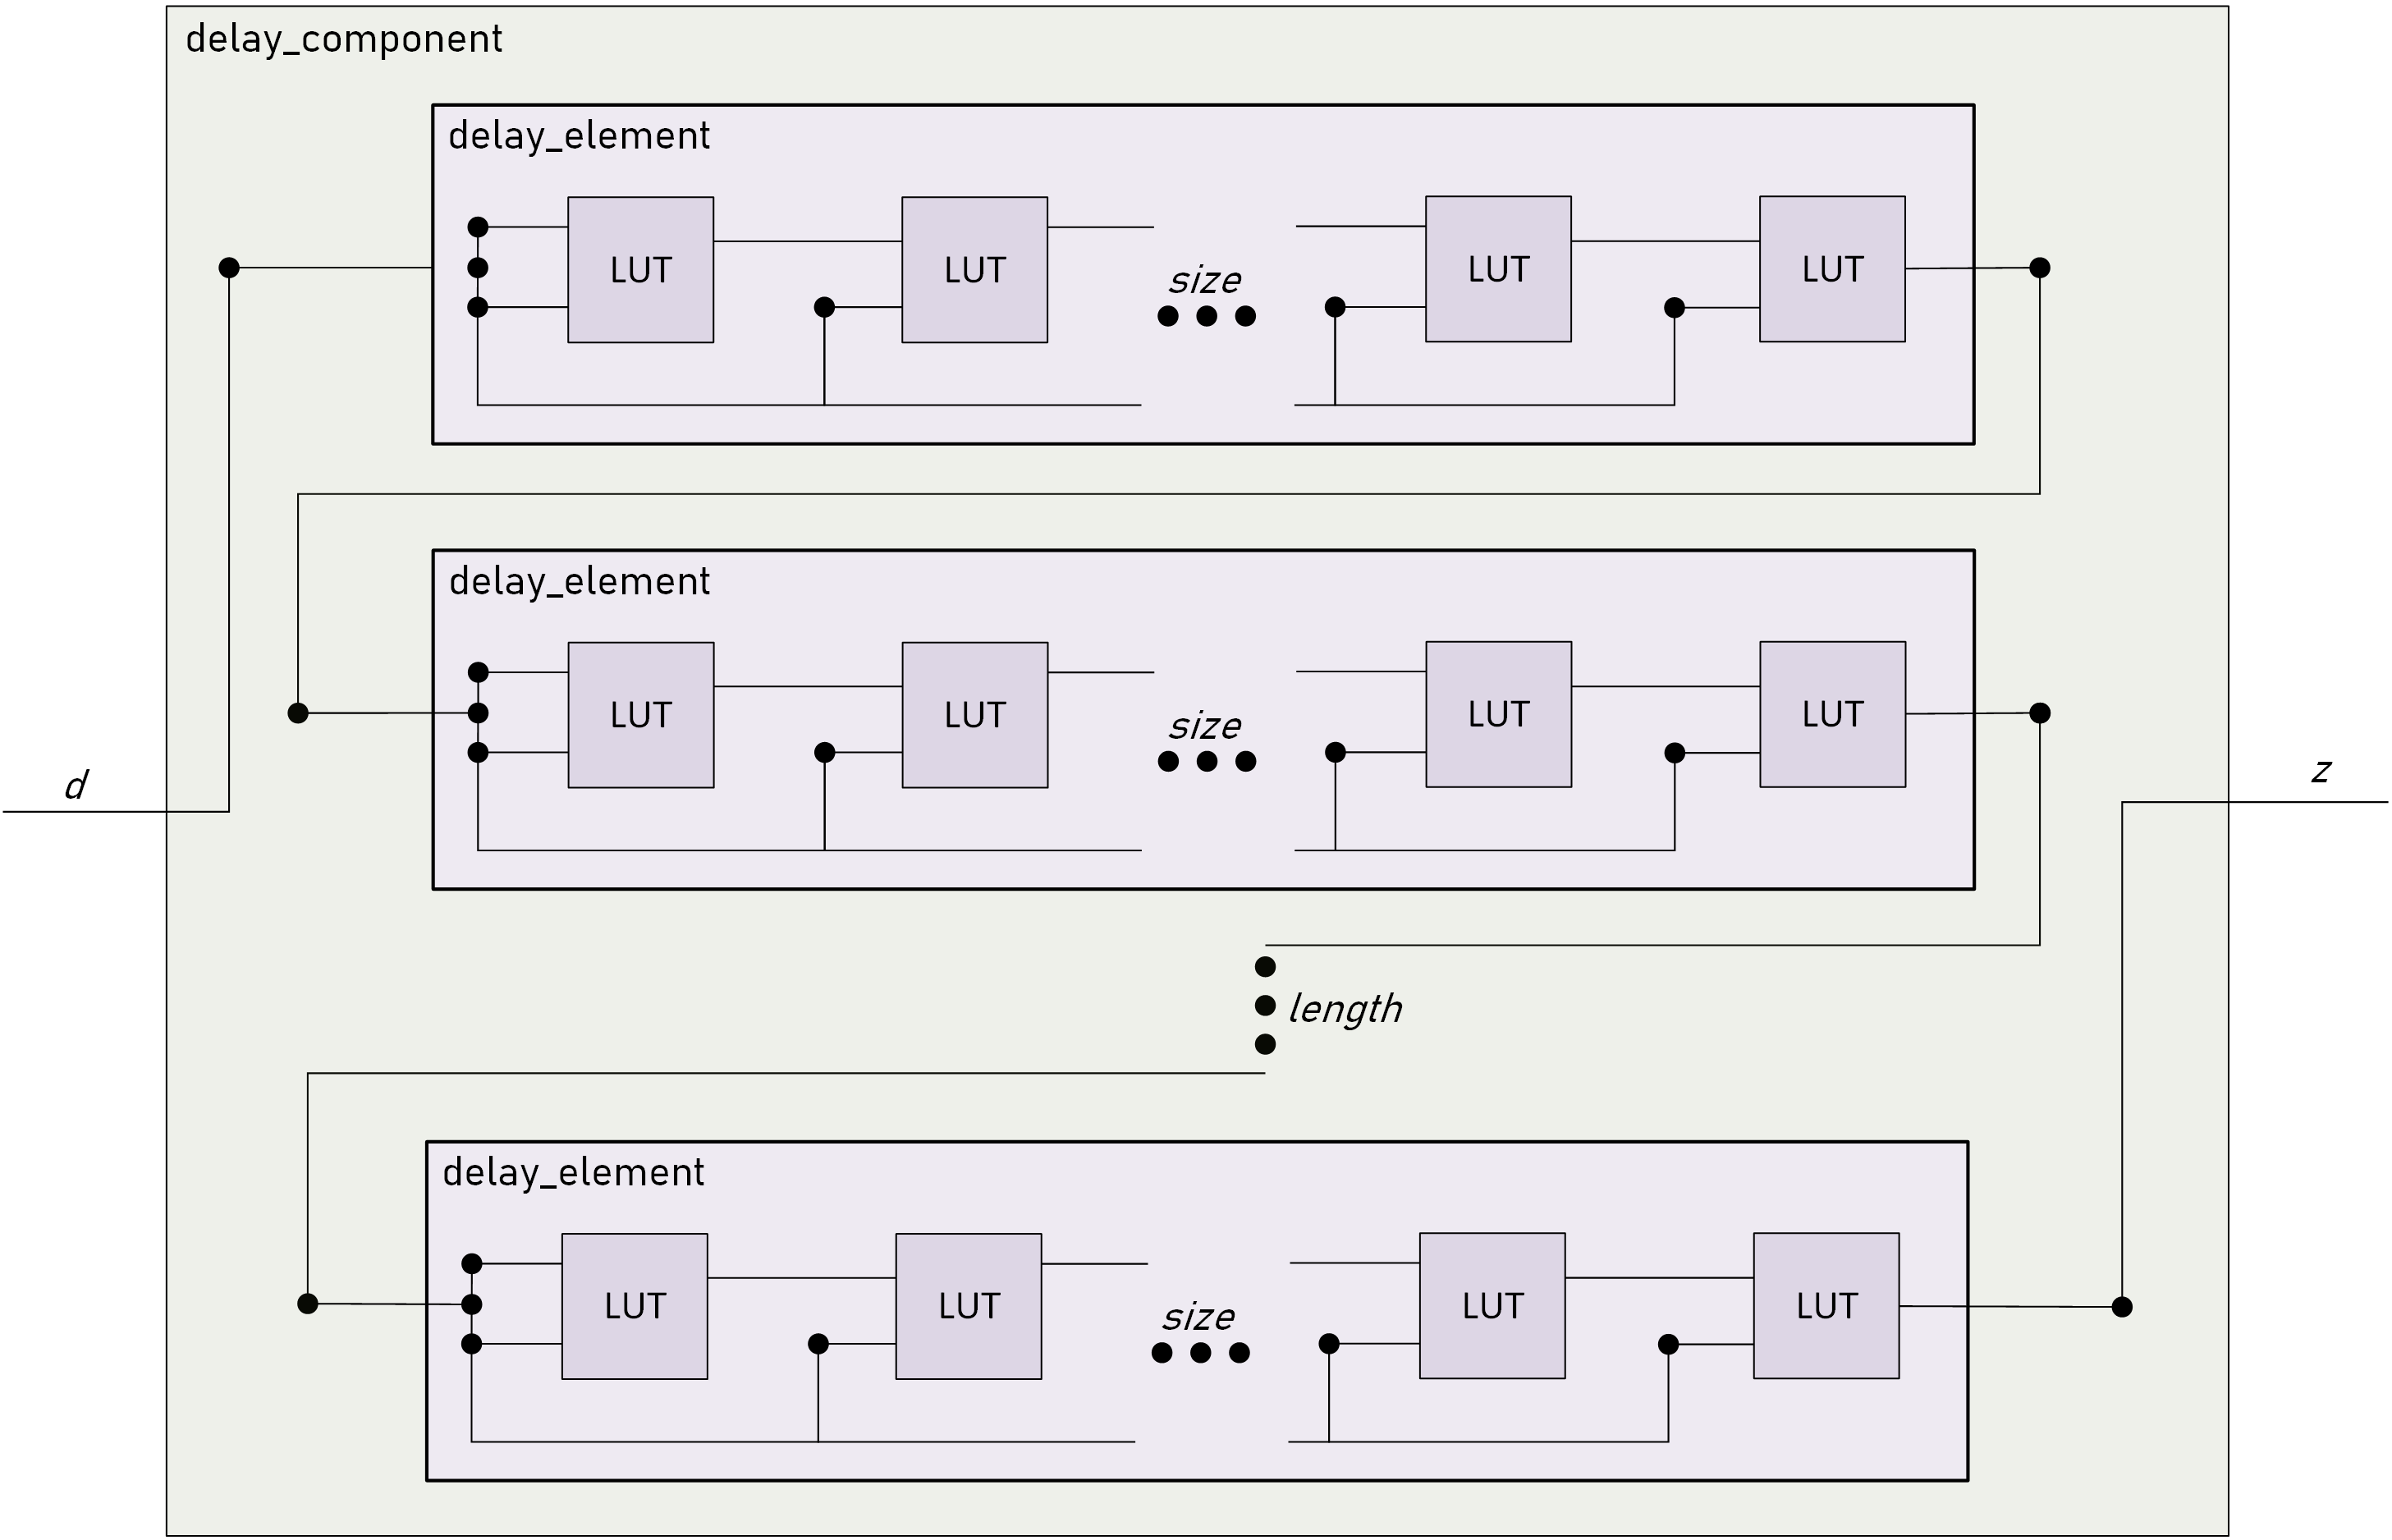 delay_component
delay_element
LUT LUT size LUT LUT
delay_element
LUT LUT size LUT LUT
d
z
length
delay_element
LUT LUT size LUT LUT